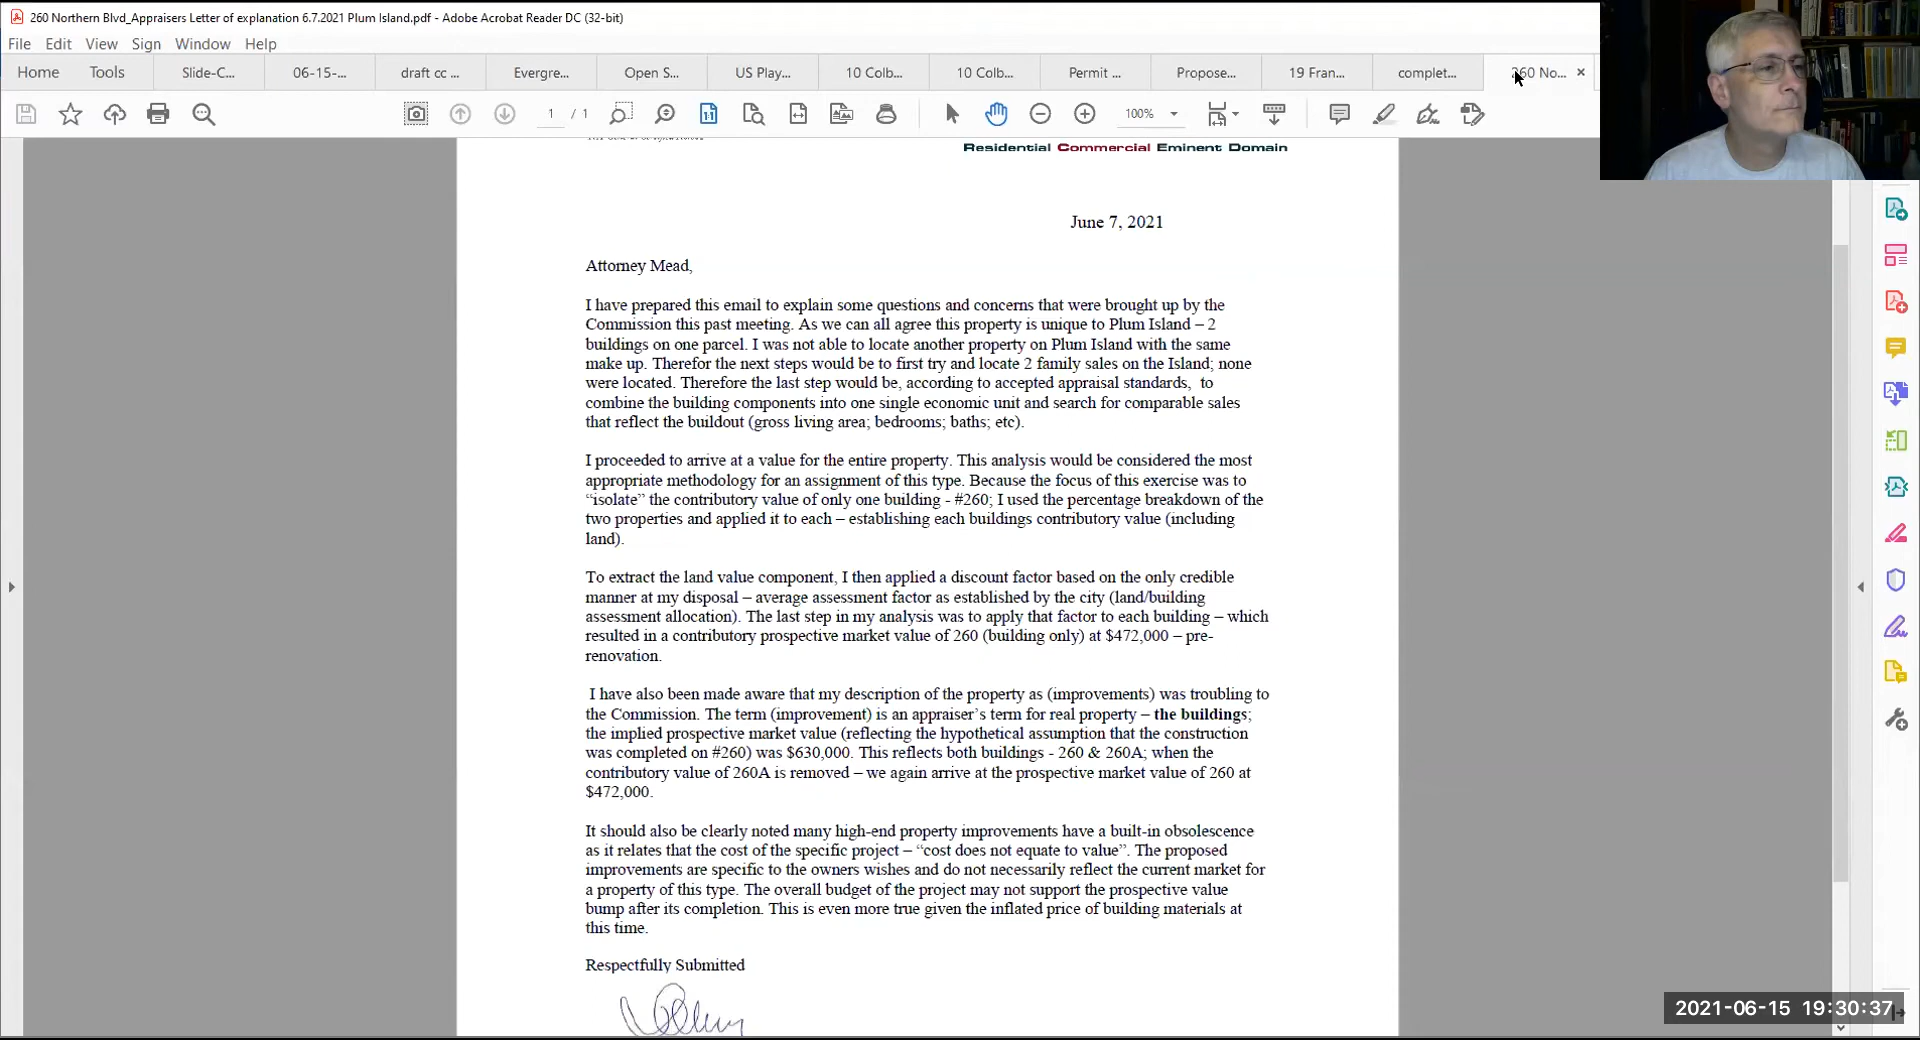 260 Northern Blvd_Appraisers Letter of explanation 6.7.2021 Plum Island.pdf - Adobe Acrobat Reader DC (32-bit)
File Edit View Sign Window Help
Home Tools Slide-C... 06-15-... draft cc ... Evergre... Open S... US Play... 10 Colb... 10 Colb... Permit ... Propose... 19 Fran... complet... 260 No... ×
1 / 1 100%
Residential Commercial Eminent Domain
June 7, 2021
Attorney Mead,
I have prepared this email to explain some questions and concerns that were brought up by the
Commission this past meeting. As we can all agree this property is unique to Plum Island – 2
buildings on one parcel. I was not able to locate another property on Plum Island with the same
make up. Therefor the next steps would be to first try and locate 2 family sales on the Island; none
were located. Therefore the last step would be, according to accepted appraisal standards, to
combine the building components into one single economic unit and search for comparable sales
that reflect the buildout (gross living area; bedrooms; baths; etc).
I proceeded to arrive at a value for the entire property. This analysis would be considered the most
appropriate methodology for an assignment of this type. Because the focus of this exercise was to
“isolate” the contributory value of only one building - #260; I used the percentage breakdown of the
two properties and applied it to each – establishing each buildings contributory value (including
land).
To extract the land value component, I then applied a discount factor based on the only credible
manner at my disposal – average assessment factor as established by the city (land/building
assessment allocation). The last step in my analysis was to apply that factor to each building – which
resulted in a contributory prospective market value of 260 (building only) at $472,000 – pre-
renovation.
I have also been made aware that my description of the property as (improvements) was troubling to
the Commission. The term (improvement) is an appraiser’s term for real property – the buildings;
the implied prospective market value (reflecting the hypothetical assumption that the construction
was completed on #260) was $630,000. This reflects both buildings - 260 & 260A; when the
contributory value of 260A is removed – we again arrive at the prospective market value of 260 at
$472,000.
It should also be clearly noted many high-end property improvements have a built-in obsolescence
as it relates that the cost of the specific project – “cost does not equate to value”. The proposed
improvements are specific to the owners wishes and do not necessarily reflect the current market for
a property of this type. The overall budget of the project may not support the prospective value
bump after its completion. This is even more true given the inflated price of building materials at
this time.
Respectfully Submitted
2021-06-15 19:30:37